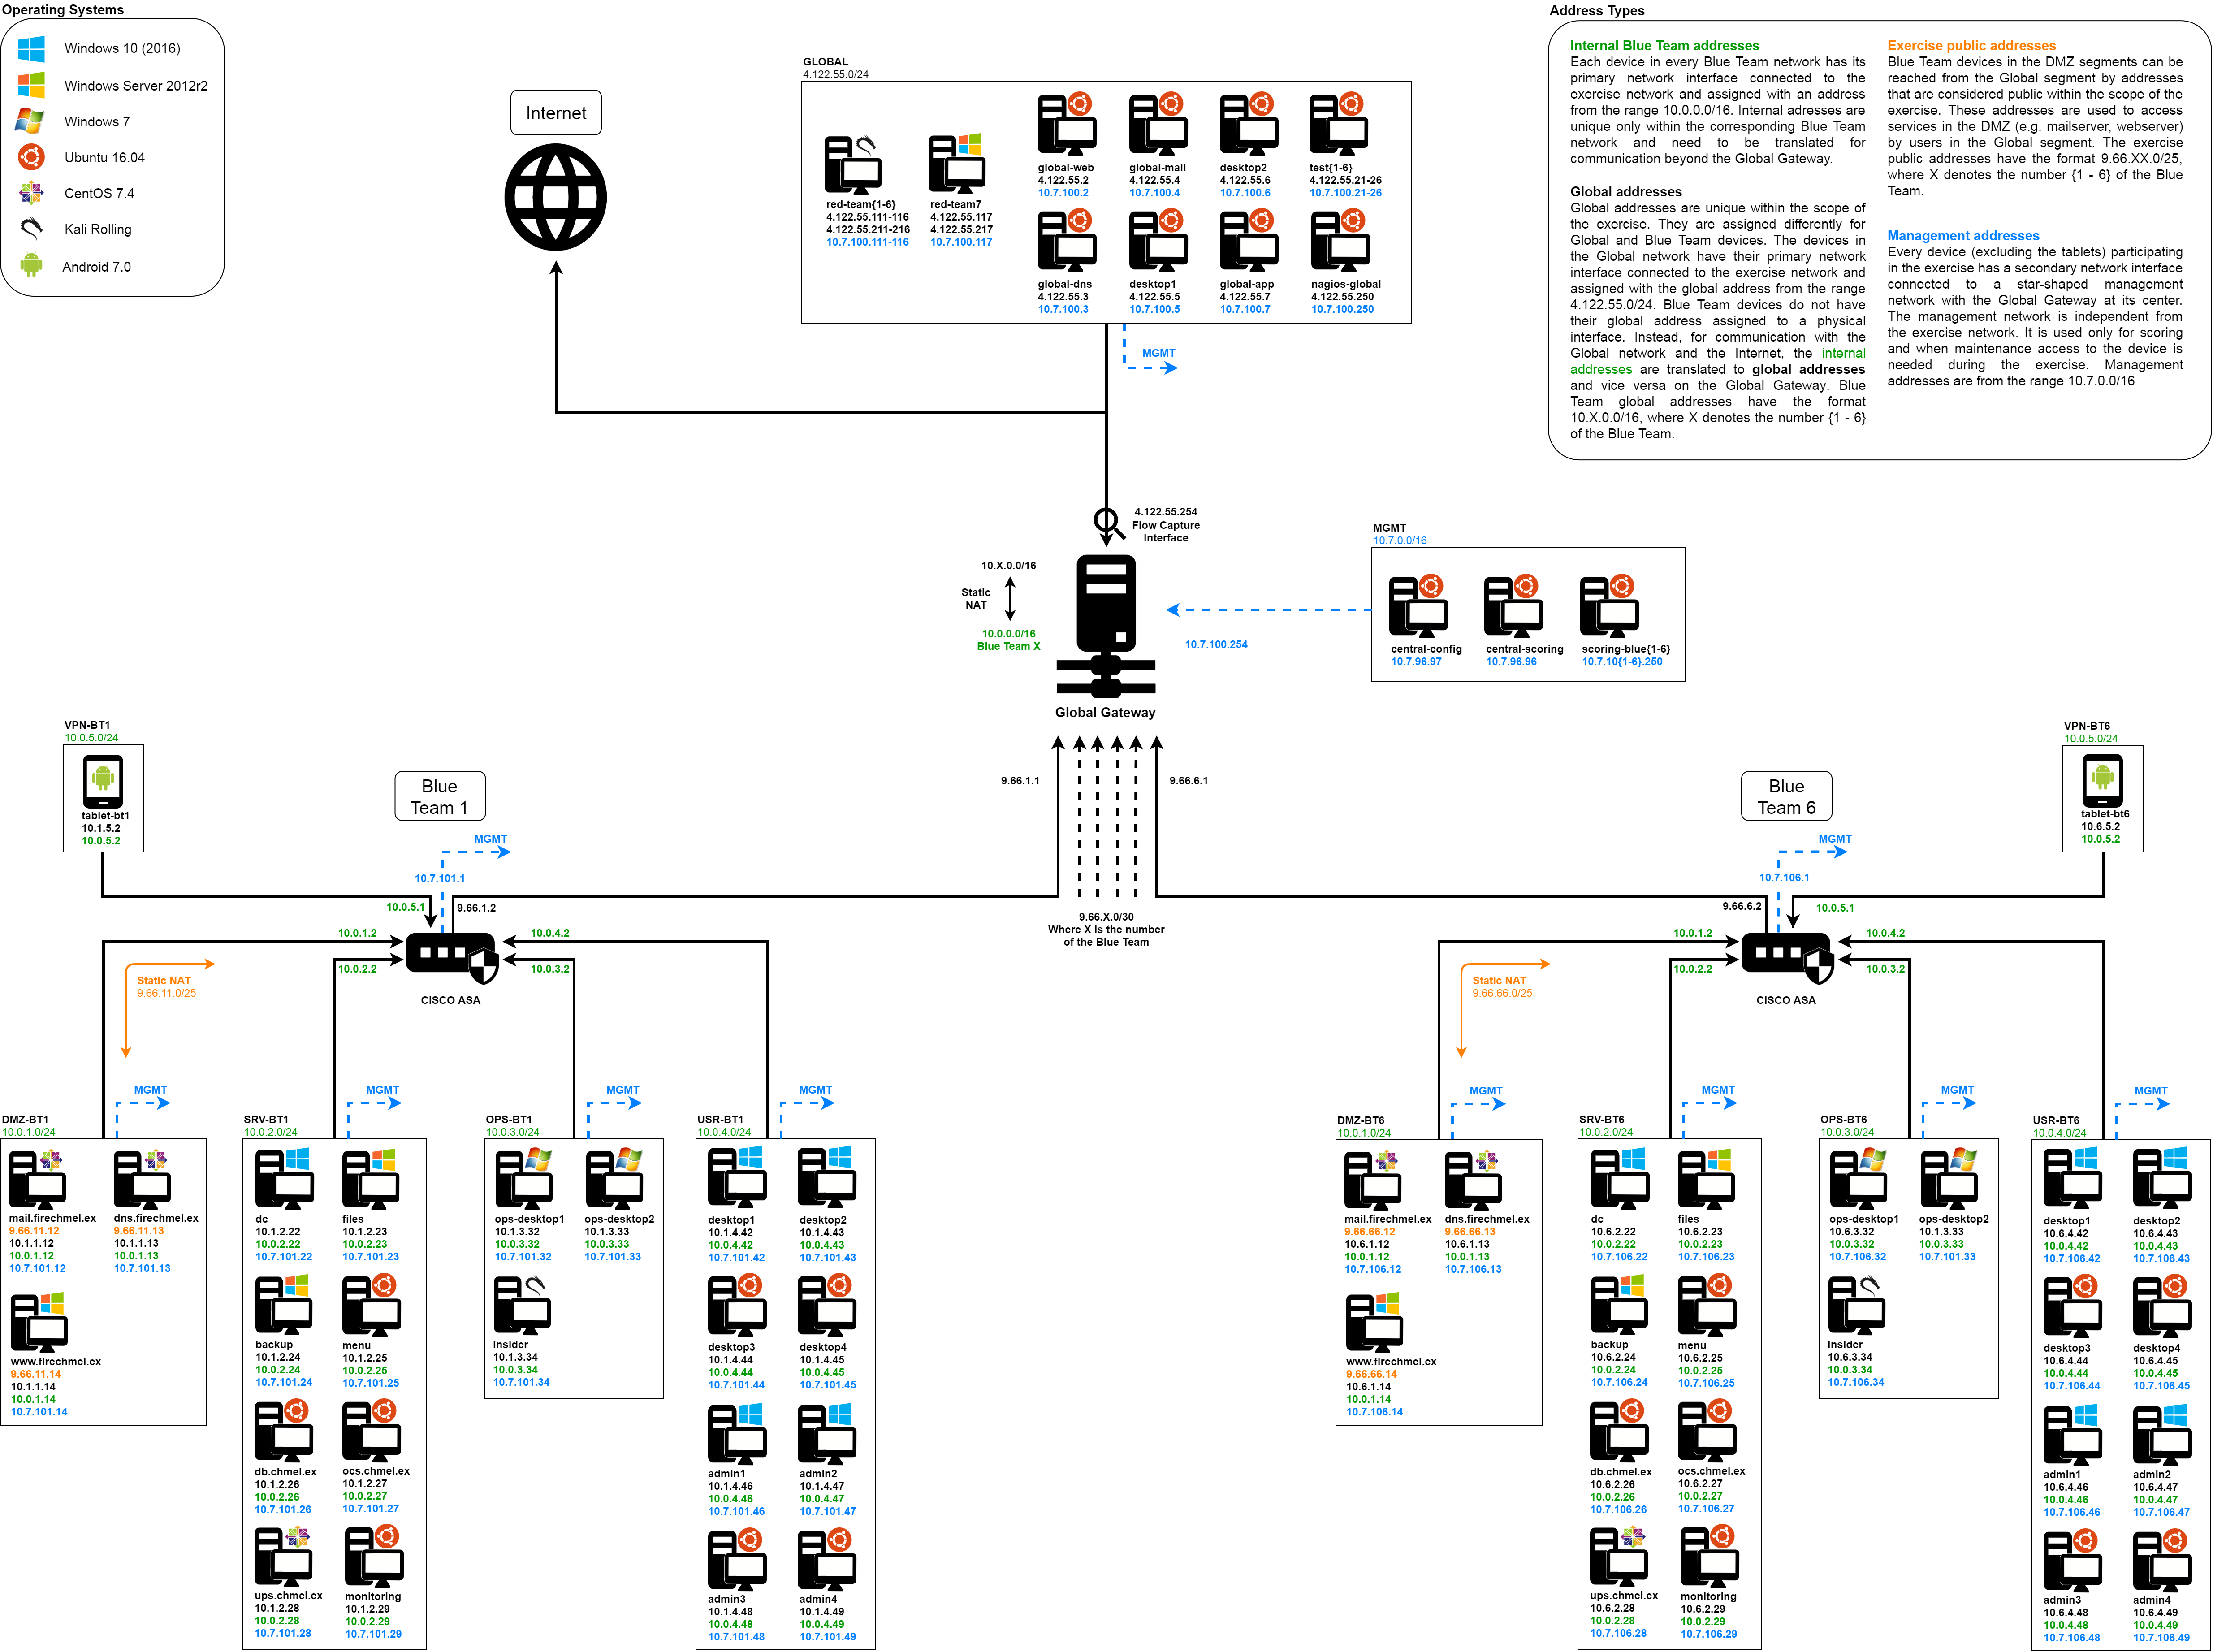 Operating Systems
Windows 10 (2016)
Windows Server 2012r2
Windows 7
Ubuntu 16.04
CentOS 7.4
Kali Rolling
Android 7.0
Internet
GLOBAL
4.122.55.0/24
red-team{1-6}
4.122.55.111-116
4.122.55.211-216
10.7.100.111-116
red-team7
4.122.55.117
4.122.55.217
10.7.100.117
global-web
4.122.55.2
10.7.100.2
global-mail
4.122.55.4
10.7.100.4
desktop2
4.122.55.6
10.7.100.6
test{1-6}
4.122.55.21-26
10.7.100.21-26
global-dns
4.122.55.3
10.7.100.3
desktop1
4.122.55.5
10.7.100.5
global-app
4.122.55.7
10.7.100.7
nagios-global
4.122.55.250
10.7.100.250
MGMT
Address Types
Internal Blue Team addresses
Each device in every Blue Team network has its
primary network interface connected to the
exercise network and assigned with an address
from the range 10.0.0.0/16. Internal adresses are
unique only within the corresponding Blue Team
network and need to be translated for
communication beyond the Global Gateway.
Global addresses
Global addresses are unique within the scope of
the exercise. They are assigned differently for
Global and Blue Team devices. The devices in
the Global network have their primary network
interface connected to the exercise network and
assigned with the global address from the range
4.122.55.0/24. Blue Team devices do not have
their global address assigned to a physical
interface. Instead, for communication with the
Global network and the Internet, the internal
addresses are translated to global addresses
and vice versa on the Global Gateway. Blue
Team global addresses have the format
10.X.0.0/16, where X denotes the number {1 - 6}
of the Blue Team.
Exercise public addresses
Blue Team devices in the DMZ segments can be
reached from the Global segment by addresses
that are considered public within the scope of the
exercise. These addresses are used to access
services in the DMZ (e.g. mailserver, webserver)
by users in the Global segment. The exercise
public addresses have the format 9.66.XX.0/25,
where X denotes the number {1 - 6} of the Blue
Team.
Management addresses
Every device (excluding the tablets) participating
in the exercise has a secondary network interface
connected to a star-shaped management
network with the Global Gateway at its center.
The management network is independent from
the exercise network. It is used only for scoring
and when maintenance access to the device is
needed during the exercise. Management
addresses are from the range 10.7.0.0/16
4.122.55.254
Flow Capture
Interface
10.X.0.0/16
Static
NAT
10.0.0.0/16
Blue Team X
10.7.100.254
Global Gateway
MGMT
10.7.0.0/16
central-config
10.7.96.97
central-scoring
10.7.96.96
scoring-blue{1-6}
10.7.10{1-6}.250
9.66.1.1
9.66.6.1
9.66.X.0/30
Where X is the number
of the Blue Team
VPN-BT1
10.0.5.0/24
tablet-bt1
10.1.5.2
10.0.5.2
Blue
Team 1
MGMT
10.7.101.1
10.0.5.1
9.66.1.2
10.0.1.2
10.0.4.2
10.0.2.2
10.0.3.2
CISCO ASA
Static NAT
9.66.11.0/25
MGMT
MGMT
MGMT
MGMT
DMZ-BT1
10.0.1.0/24
mail.firechmel.ex
9.66.11.12
10.1.1.12
10.0.1.12
10.7.101.12
dns.firechmel.ex
9.66.11.13
10.1.1.13
10.0.1.13
10.7.101.13
www.firechmel.ex
9.66.11.14
10.1.1.14
10.0.1.14
10.7.101.14
SRV-BT1
10.0.2.0/24
dc
10.1.2.22
10.0.2.22
10.7.101.22
files
10.1.2.23
10.0.2.23
10.7.101.23
backup
10.1.2.24
10.0.2.24
10.7.101.24
menu
10.1.2.25
10.0.2.25
10.7.101.25
db.chmel.ex
10.1.2.26
10.0.2.26
10.7.101.26
ocs.chmel.ex
10.1.2.27
10.0.2.27
10.7.101.27
ups.chmel.ex
10.1.2.28
10.0.2.28
10.7.101.28
monitoring
10.1.2.29
10.0.2.29
10.7.101.29
OPS-BT1
10.0.3.0/24
ops-desktop1
10.1.3.32
10.0.3.32
10.7.101.32
ops-desktop2
10.1.3.33
10.0.3.33
10.7.101.33
insider
10.1.3.34
10.0.3.34
10.7.101.34
USR-BT1
10.0.4.0/24
desktop1
10.1.4.42
10.0.4.42
10.7.101.42
desktop2
10.1.4.43
10.0.4.43
10.7.101.43
desktop3
10.1.4.44
10.0.4.44
10.7.101.44
desktop4
10.1.4.45
10.0.4.45
10.7.101.45
admin1
10.1.4.46
10.0.4.46
10.7.101.46
admin2
10.1.4.47
10.0.4.47
10.7.101.47
admin3
10.1.4.48
10.0.4.48
10.7.101.48
admin4
10.1.4.49
10.0.4.49
10.7.101.49
VPN-BT6
10.0.5.0/24
tablet-bt6
10.6.5.2
10.0.5.2
Blue
Team 6
MGMT
10.7.106.1
9.66.6.2
10.0.5.1
10.0.1.2
10.0.4.2
10.0.2.2
10.0.3.2
CISCO ASA
Static NAT
9.66.66.0/25
MGMT
MGMT
MGMT
MGMT
DMZ-BT6
10.0.1.0/24
mail.firechmel.ex
9.66.66.12
10.6.1.12
10.0.1.12
10.7.106.12
dns.firechmel.ex
9.66.66.13
10.6.1.13
10.0.1.13
10.7.106.13
www.firechmel.ex
9.66.66.14
10.6.1.14
10.0.1.14
10.7.106.14
SRV-BT6
10.0.2.0/24
dc
10.6.2.22
10.0.2.22
10.7.106.22
files
10.6.2.23
10.0.2.23
10.7.106.23
backup
10.6.2.24
10.0.2.24
10.7.106.24
menu
10.6.2.25
10.0.2.25
10.7.106.25
db.chmel.ex
10.6.2.26
10.0.2.26
10.7.106.26
ocs.chmel.ex
10.6.2.27
10.0.2.27
10.7.106.27
ups.chmel.ex
10.6.2.28
10.0.2.28
10.7.106.28
monitoring
10.6.2.29
10.0.2.29
10.7.106.29
OPS-BT6
10.0.3.0/24
ops-desktop1
10.6.3.32
10.0.3.32
10.7.106.32
ops-desktop2
10.1.3.33
10.0.3.33
10.7.101.33
insider
10.6.3.34
10.0.3.34
10.7.106.34
USR-BT6
10.0.4.0/24
desktop1
10.6.4.42
10.0.4.42
10.7.106.42
desktop2
10.6.4.43
10.0.4.43
10.7.106.43
desktop3
10.6.4.44
10.0.4.44
10.7.106.44
desktop4
10.6.4.45
10.0.4.45
10.7.106.45
admin1
10.6.4.46
10.0.4.46
10.7.106.46
admin2
10.6.4.47
10.0.4.47
10.7.106.47
admin3
10.6.4.48
10.0.4.48
10.7.106.48
admin4
10.6.4.49
10.0.4.49
10.7.106.49